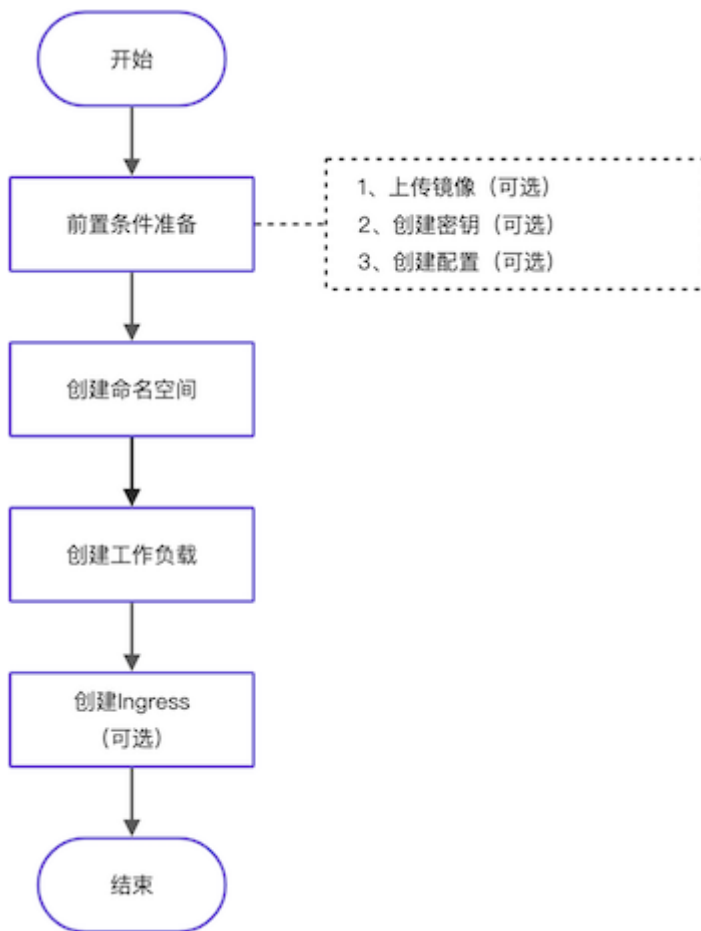 开始
前置条件准备
1、上传镜像（可选）
2、创建密钥（可选）
3、创建配置（可选）
创建命名空间
创建工作负载
创建Ingress
（可选）
结束